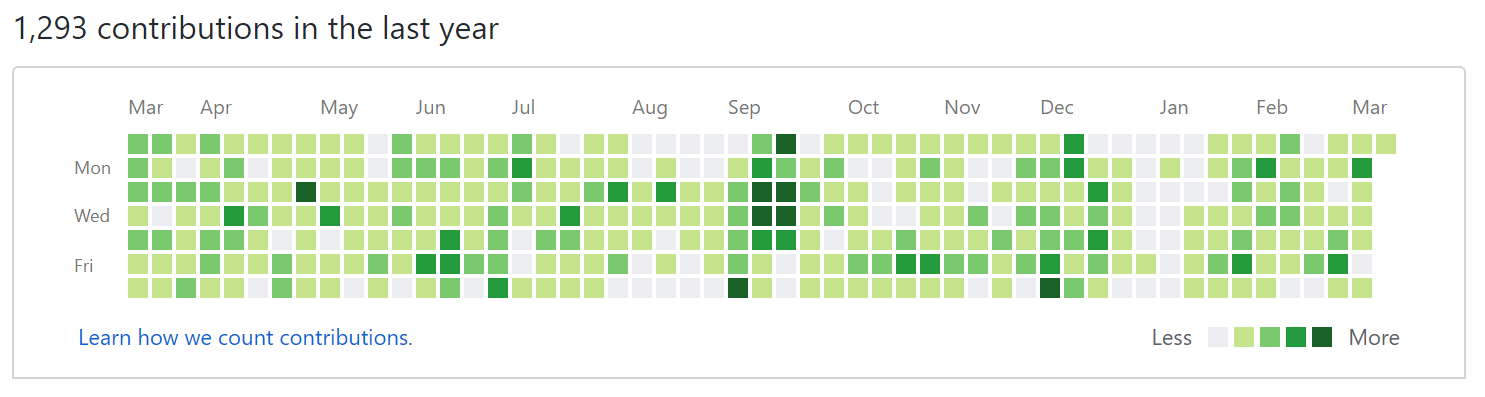 1,293 contributions in the last year
Mar Apr May Jun Jul Aug Sep Oct Nov Dec Jan Feb Mar
Mon
Wed
Fri
Learn how we count contributions.
Less More